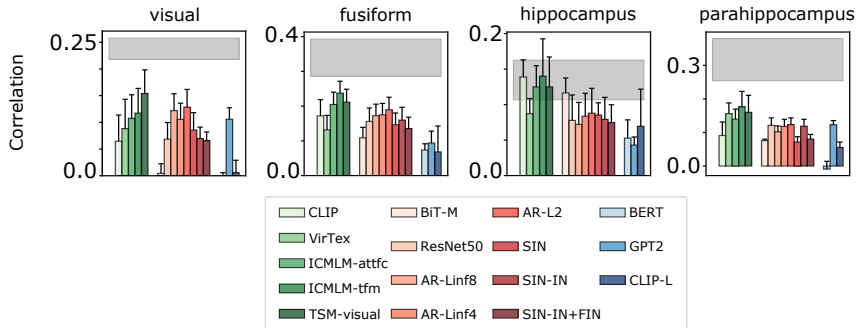 visual fusiform hippocampus parahippocampus
Correlation
0.25 0.4 0.2 0.3
0.0 0.0 0.0 0.0
CLIP BiT-M AR-L2 BERT
VirTex ResNet50 SIN GPT2
ICMLM-attfc AR-Linf8 SIN-IN CLIP-L
ICMLM-tfm AR-Linf4 SIN-IN+FIN
TSM-visual